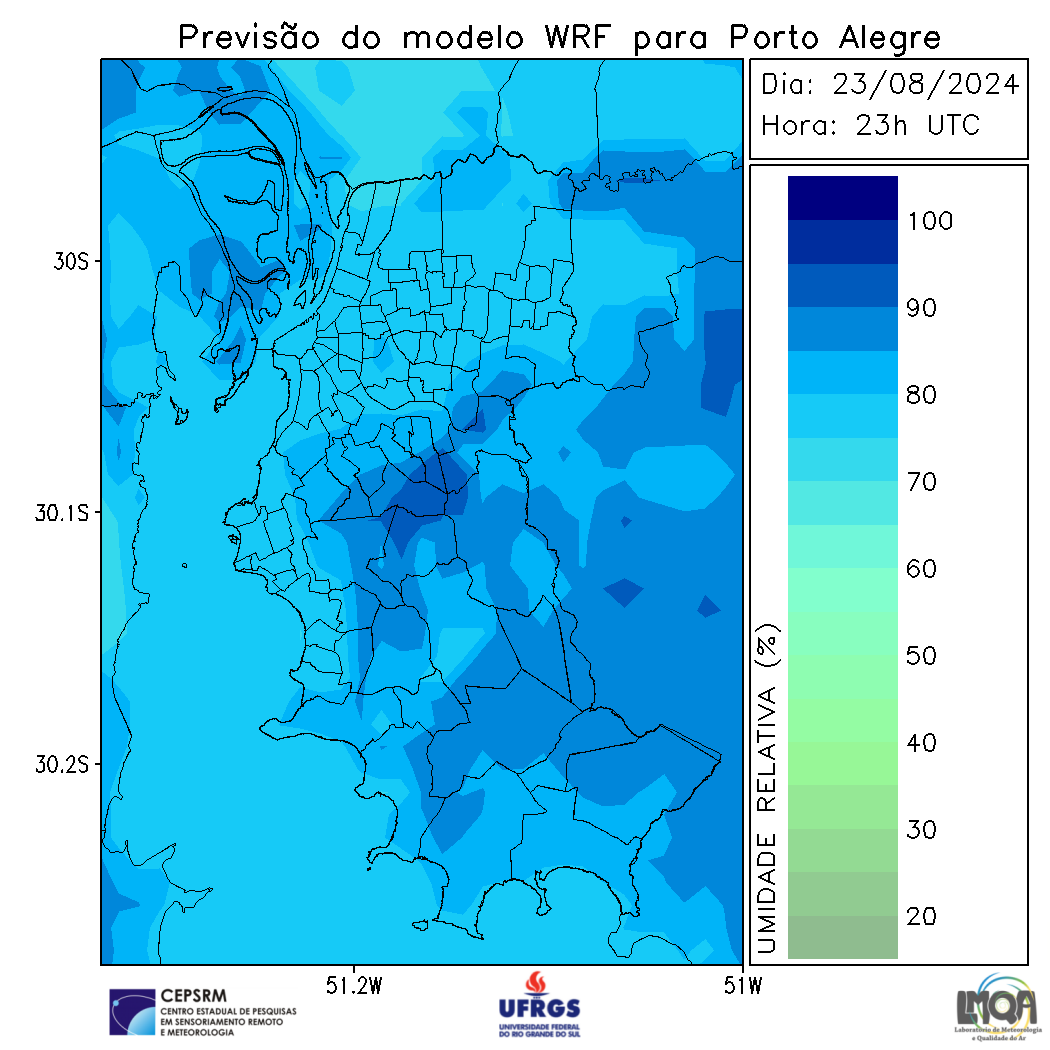 Previsão do modelo WRF para Porto Alegre
Dia: 23/08/2024
Hora: 23h UTC
100
90
80
70
60
50
40
30
20
UMIDADE RELATIVA (%)
30S
30.1S
30.2S
51.2W
51W
CEPSRM
CENTRO ESTADUAL DE PESQUISAS
EM SENSORIAMENTO REMOTO
E METEOROLOGIA
UFRGS
UNIVERSIDADE FEDERAL
DO RIO GRANDE DO SUL
LMQA
Laboratório de Meteorologia
e Qualidade do Ar